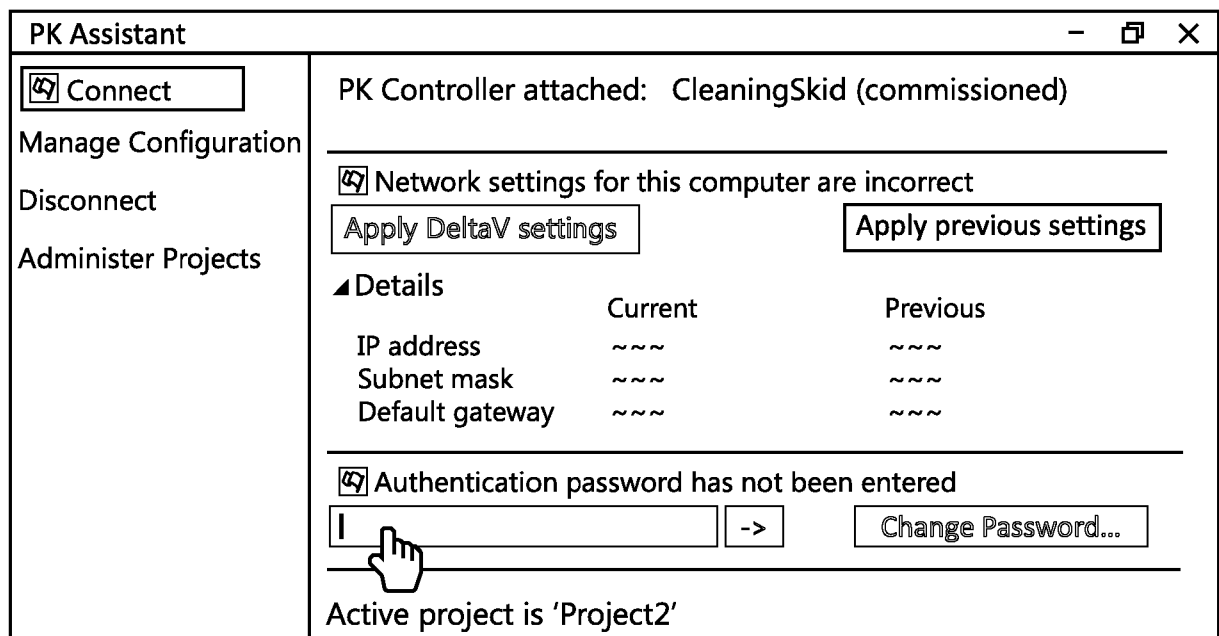 PK Assistant
Connect
Manage Configuration
Disconnect
Administer Projects
PK Controller attached: CleaningSkid (commissioned)
Network settings for this computer are incorrect
Apply DeltaV settings Apply previous settings
Details
Current Previous
IP address ~~~ ~~~
Subnet mask ~~~ ~~~
Default gateway ~~~ ~~~
Authentication password has not been entered
-> Change Password...
Active project is ‘Project2’